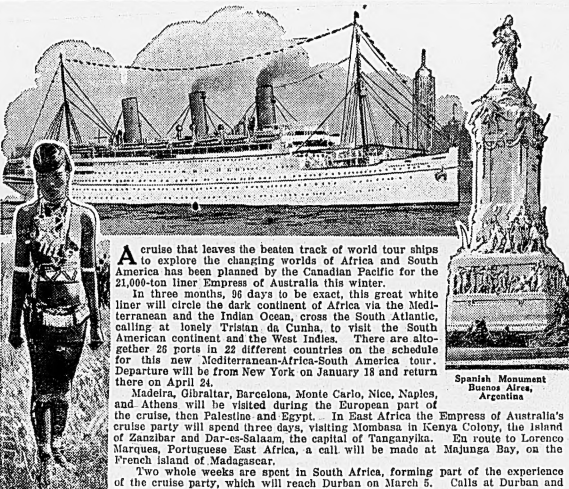 A cruise that leaves the beaten track of world tour ships
to explore the changing worlds of Africa and South
America has been planned by the Canadian Pacific for the
21,000-ton liner Empress of Australia this winter.
In three months, 96 days to be exact, this great white
liner will circle the dark continent of Africa via the Medi-
terranean and the Indian Ocean, cross the South Atlantic,
calling at lonely Tristan da Cunha, to visit the South
American continent and the West Indies. There are alto-
gether 26 ports in 22 different countries on the schedule
for this new Mediterranean-Africa-South America tour.
Departure will be from New York on January 18 and return
there on April 24.
Spanish Monument
Buenos Aires,
Argentina
Madeira, Gibraltar, Barcelona, Monte Carlo, Nice, Naples,
and Athens will be visited during the European part of
the cruise, then Palestine and Egypt. In East Africa the Empress of Australia's
cruise party will spend three days, visiting Mombasa in Kenya Colony, the Island
of Zanzibar and Dar-es-Salaam, the capital of Tanganyika. En route to Lorenco
Marques, Portuguese East Africa, a call will be made at Majunga Bay, on the
French island of Madagascar.
Two whole weeks are spent in South Africa, forming part of the experience
of the cruise party, which will reach Durban on March 5. Calls at Durban and